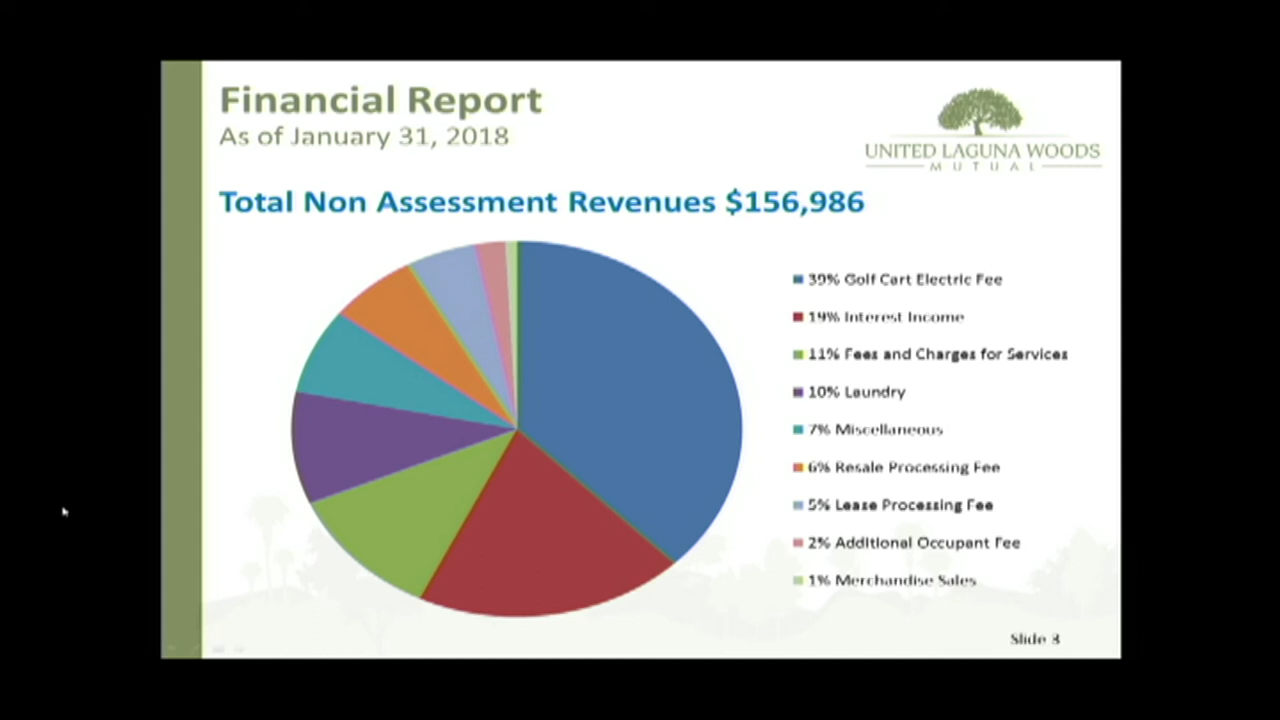 Financial Report
As of January 31, 2018
UNITED LAGUNA WOODS
MUTUAL
Total Non Assessment Revenues $156,986
39% Golf Cart Electric Fee
19% Interest Income
11% Fees and Charges for Services
10% Laundry
7% Miscellaneous
6% Resale Processing Fee
5% Lease Processing Fee
2% Additional Occupant Fee
1% Merchandise Sales
Slide 3